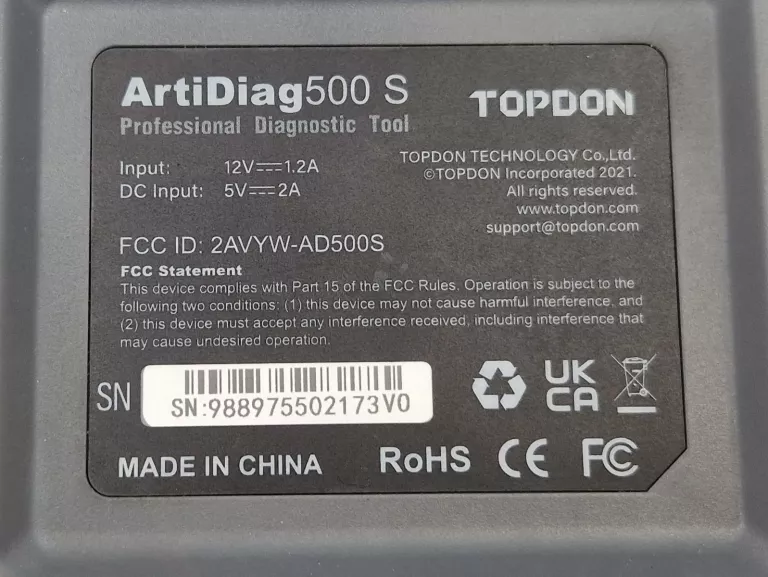 ArtiDiag500 S
Professional Diagnostic Tool
TOPDON
Input: 12V⎓1.2A
DC Input: 5V⎓2A
TOPDON TECHNOLOGY Co.,Ltd.
©TOPDON Incorporated 2021.
All rights reserved.
www.topdon.com
support@topdon.com
FCC ID: 2AVYW-AD500S
FCC Statement
This device complies with Part 15 of the FCC Rules. Operation is subject to the
following two conditions: (1) this device may not cause harmful interference, and
(2) this device must accept any interference received, including interference that
may cause undesired operation.
SN
SN:988975502173V0
UK
CA
MADE IN CHINA
RoHS CE FC